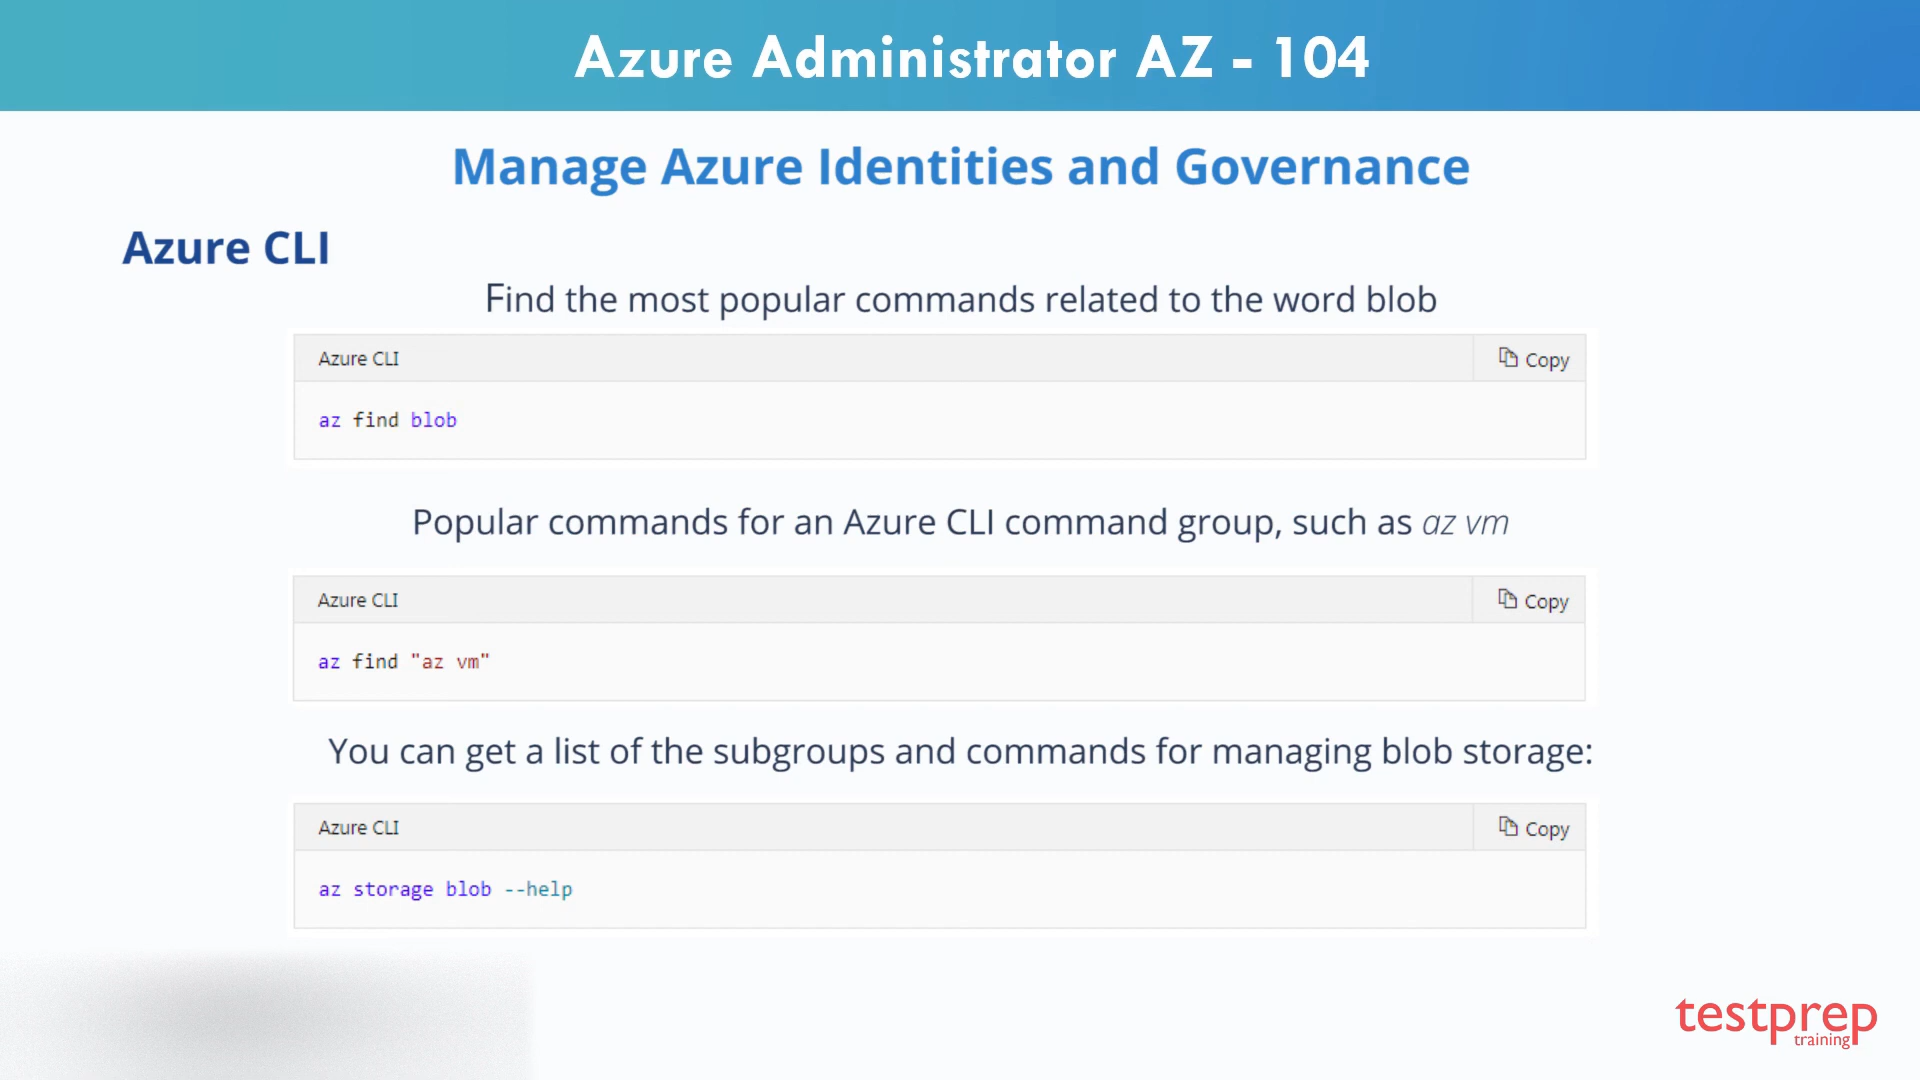 Azure Administrator AZ - 104
Manage Azure Identities and Governance
Azure CLI
Find the most popular commands related to the word blob
Azure CLI Copy
az find blob
Popular commands for an Azure CLI command group, such as az vm
Azure CLI Copy
az find "az vm"
You can get a list of the subgroups and commands for managing blob storage:
Azure CLI Copy
az storage blob --help
testprep
training